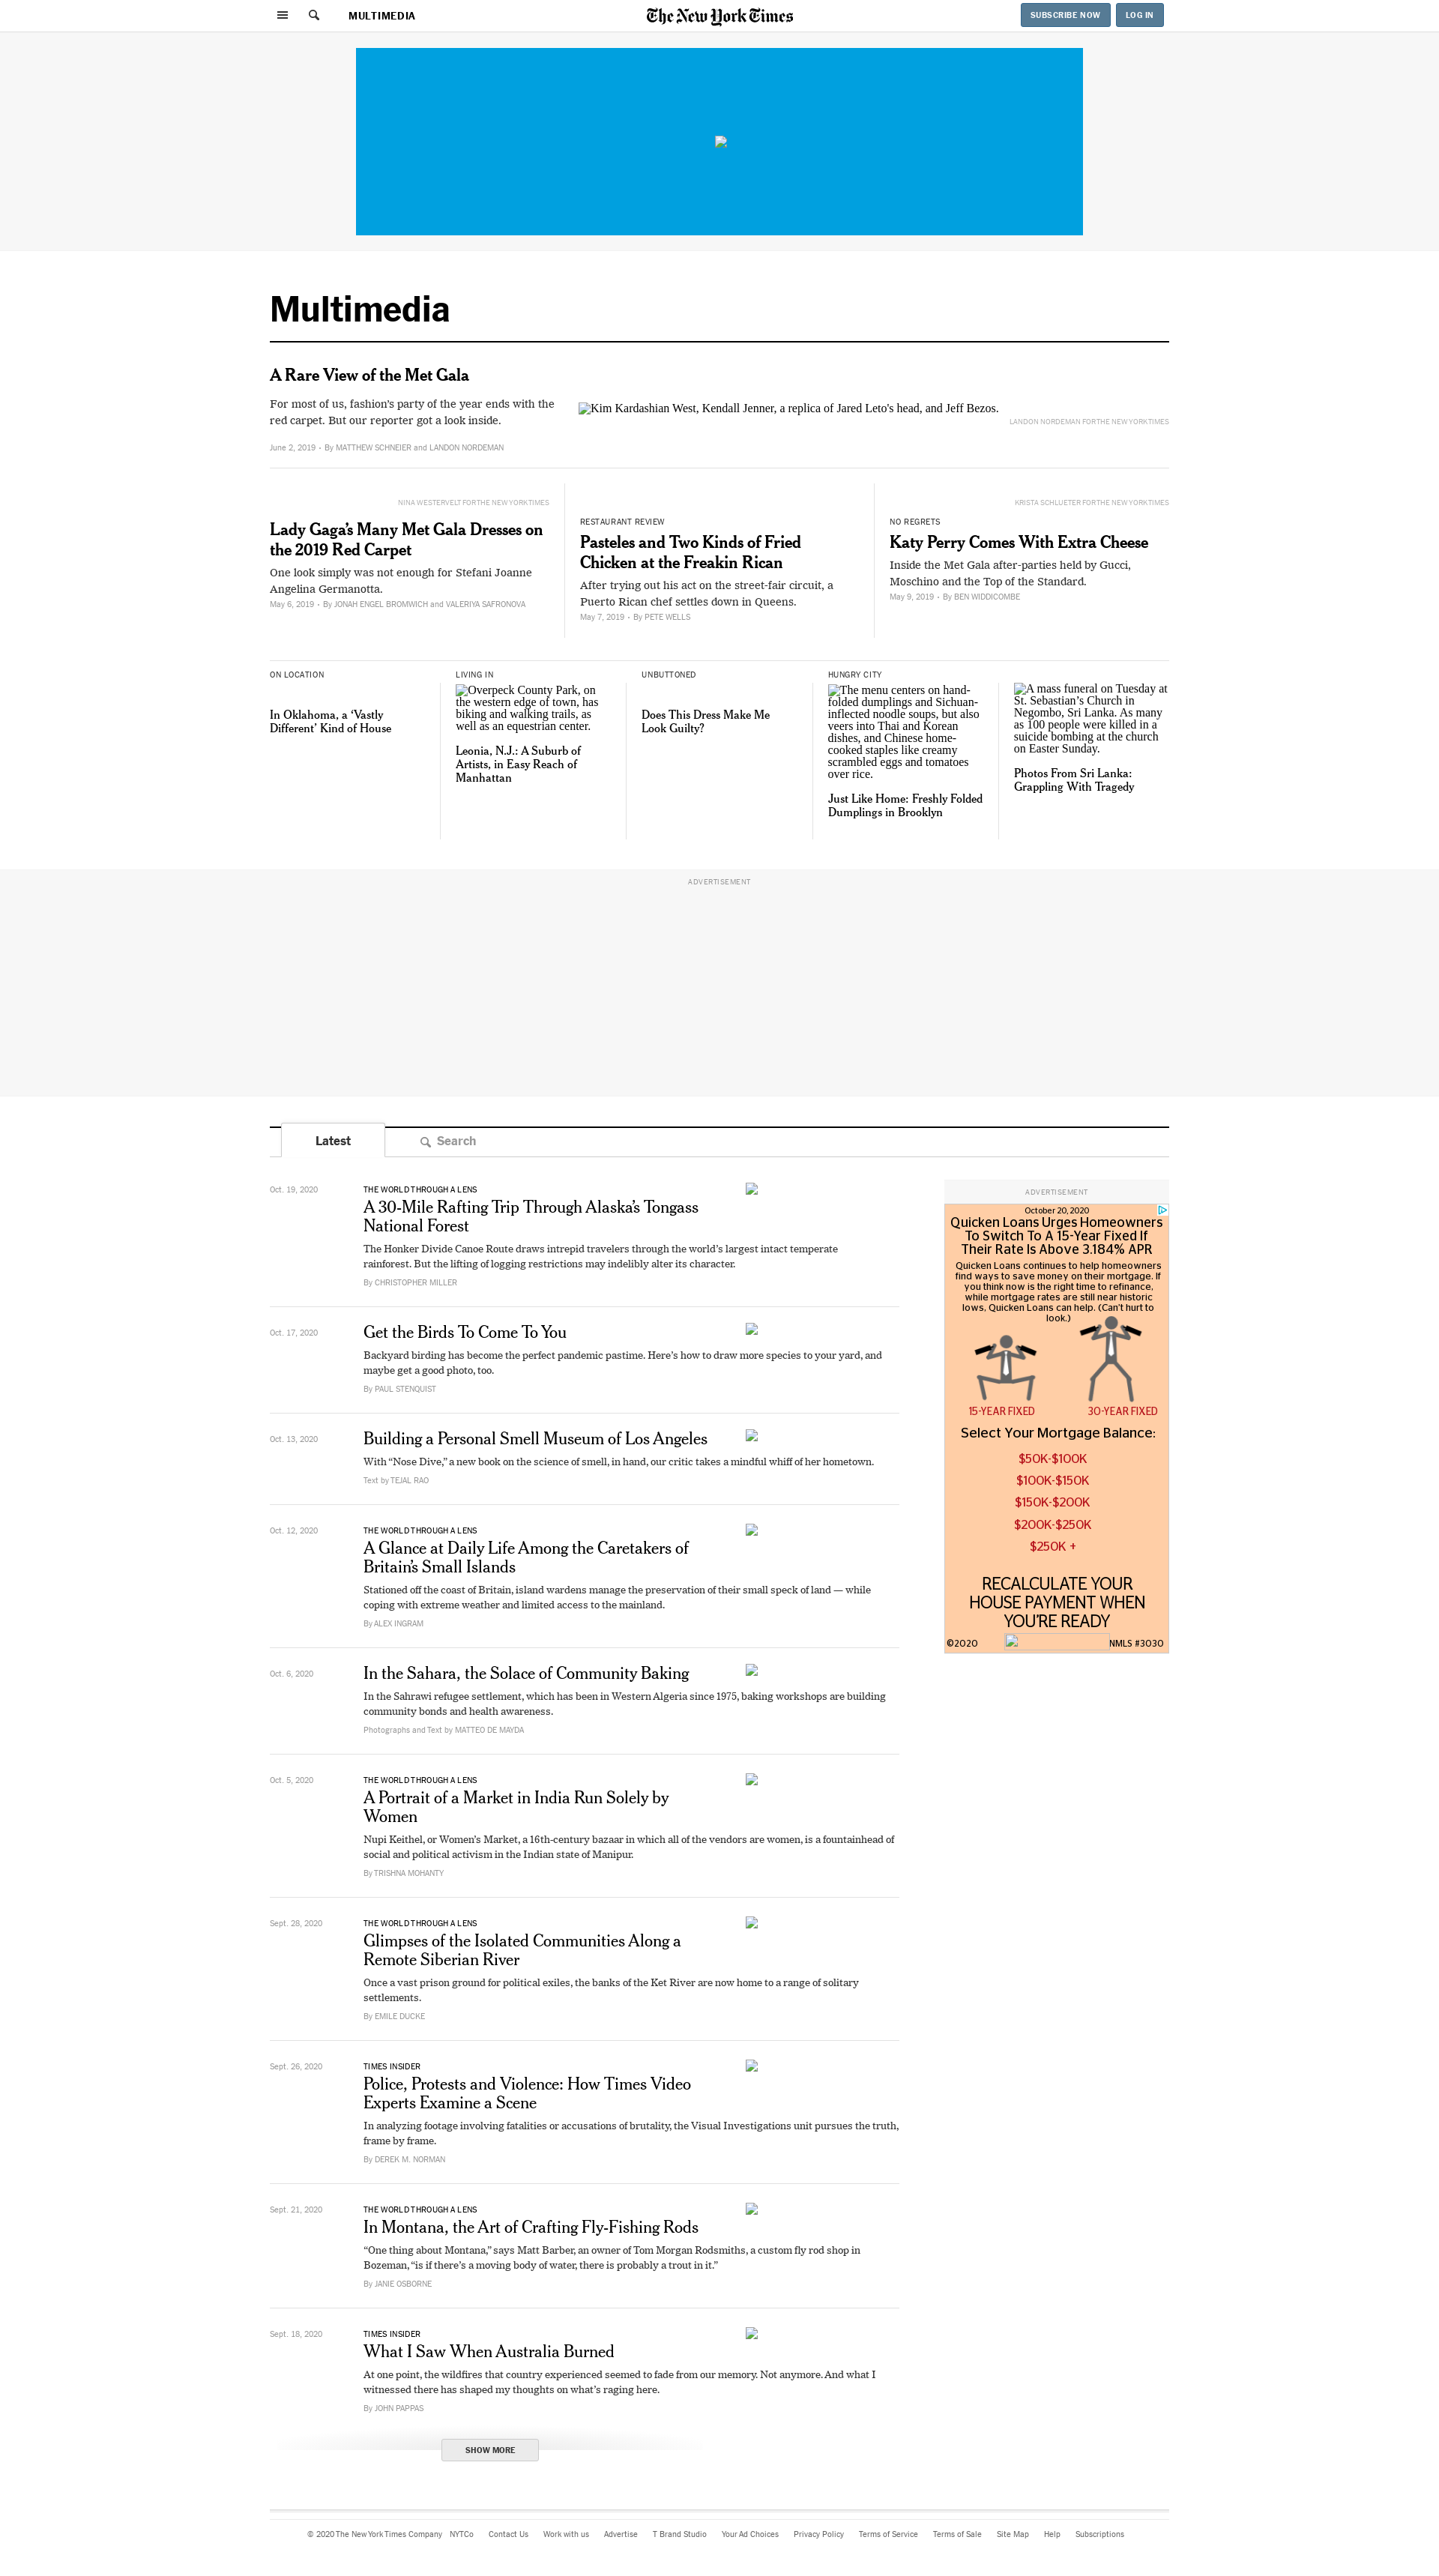 MULTIMEDIA
The New York Times
SUBSCRIBE NOW
LOG IN
Multimedia
A Rare View of the Met Gala
For most of us, fashion's party of the year ends with the
red carpet. But our reporter got a look inside.
June 2, 2019 • By MATTHEW SCHNEIER and LANDON NORDEMAN
Kim Kardashian West, Kendall Jenner, a replica of Jared Leto's head, and Jeff Bezos.
LANDON NORDEMAN FOR THE NEW YORK TIMES
NINA WESTERVELT FOR THE NEW YORK TIMES
Lady Gaga’s Many Met Gala Dresses on
the 2019 Red Carpet
One look simply was not enough for Stefani Joanne
Angelina Germanotta.
May 6, 2019 • By JONAH ENGEL BROMWICH and VALERIYA SAFRONOVA
RESTAURANT REVIEW
Pasteles and Two Kinds of Fried
Chicken at the Freakin Rican
After trying out his act on the street-fair circuit, a
Puerto Rican chef settles down in Queens.
May 7, 2019 • By PETE WELLS
KRISTA SCHLUETER FOR THE NEW YORK TIMES
NO REGRETS
Katy Perry Comes With Extra Cheese
Inside the Met Gala after-parties held by Gucci,
Moschino and the Top of the Standard.
May 9, 2019 • By BEN WIDDICOMBE
ON LOCATION
In Oklahoma, a ‘Vastly
Different’ Kind of House
LIVING IN
Overpeck County Park, on
the western edge of town, has
biking and walking trails, as
well as an equestrian center.
Leonia, N.J.: A Suburb of
Artists, in Easy Reach of
Manhattan
UNBUTTONED
Does This Dress Make Me
Look Guilty?
HUNGRY CITY
The menu centers on hand-
folded dumplings and Sichuan-
inflected noodle soups, but also
veers into Thai and Korean
dishes, and Chinese home-
cooked staples like creamy
scrambled eggs and tomatoes
over rice.
Just Like Home: Freshly Folded
Dumplings in Brooklyn
A mass funeral on Tuesday at
St. Sebastian’s Church in
Negombo, Sri Lanka. As many
as 100 people were killed in a
suicide bombing at the church
on Easter Sunday.
Photos From Sri Lanka:
Grappling With Tragedy
ADVERTISEMENT
Latest
Search
Oct. 19, 2020
THE WORLD THROUGH A LENS
A 30-Mile Rafting Trip Through Alaska’s Tongass
National Forest
The Honker Divide Canoe Route draws intrepid travelers through the world’s largest intact temperate
rainforest. But the lifting of logging restrictions may indelibly alter its character.
By CHRISTOPHER MILLER
Oct. 17, 2020
Get the Birds To Come To You
Backyard birding has become the perfect pandemic pastime. Here’s how to draw more species to your yard, and
maybe get a good photo, too.
By PAUL STENQUIST
Oct. 13, 2020
Building a Personal Smell Museum of Los Angeles
With “Nose Dive,” a new book on the science of smell, in hand, our critic takes a mindful whiff of her hometown.
Text by TEJAL RAO
Oct. 12, 2020
THE WORLD THROUGH A LENS
A Glance at Daily Life Among the Caretakers of
Britain’s Small Islands
Stationed off the coast of Britain, island wardens manage the preservation of their small speck of land — while
coping with extreme weather and limited access to the mainland.
By ALEX INGRAM
Oct. 6, 2020
In the Sahara, the Solace of Community Baking
In the Sahrawi refugee settlement, which has been in Western Algeria since 1975, baking workshops are building
community bonds and health awareness.
Photographs and Text by MATTEO DE MAYDA
Oct. 5, 2020
THE WORLD THROUGH A LENS
A Portrait of a Market in India Run Solely by
Women
Nupi Keithel, or Women’s Market, a 16th-century bazaar in which all of the vendors are women, is a fountainhead of
social and political activism in the Indian state of Manipur.
By TRISHNA MOHANTY
Sept. 28, 2020
THE WORLD THROUGH A LENS
Glimpses of the Isolated Communities Along a
Remote Siberian River
Once a vast prison ground for political exiles, the banks of the Ket River are now home to a range of solitary
settlements.
By EMILE DUCKE
Sept. 26, 2020
TIMES INSIDER
Police, Protests and Violence: How Times Video
Experts Examine a Scene
In analyzing footage involving fatalities or accusations of brutality, the Visual Investigations unit pursues the truth,
frame by frame.
By DEREK M. NORMAN
Sept. 21, 2020
THE WORLD THROUGH A LENS
In Montana, the Art of Crafting Fly-Fishing Rods
“One thing about Montana,” says Matt Barber, an owner of Tom Morgan Rodsmiths, a custom fly rod shop in
Bozeman, “is if there’s a moving body of water, there is probably a trout in it.”
By JANIE OSBORNE
Sept. 18, 2020
TIMES INSIDER
What I Saw When Australia Burned
At one point, the wildfires that country experienced seemed to fade from our memory. Not anymore. And what I
witnessed there has shaped my thoughts on what’s raging here.
By JOHN PAPPAS
SHOW MORE
ADVERTISEMENT
October 20, 2020
Quicken Loans Urges Homeowners
To Switch To A 15-Year Fixed If
Their Rate Is Above 3.184% APR
Quicken Loans continues to help homeowners
find ways to save money on their mortgage. If
you think now is the right time to refinance,
while mortgage rates are still near historic
lows, Quicken Loans can help. (Can't hurt to
look.)
15-YEAR FIXED
30-YEAR FIXED
Select Your Mortgage Balance:
$50K-$100K
$100K-$150K
$150K-$200K
$200K-$250K
$250K +
RECALCULATE YOUR
HOUSE PAYMENT WHEN
YOU'RE READY
©2020
NMLS #3030
© 2020 The New York Times Company NYTCo Contact Us Work with us Advertise T Brand Studio Your Ad Choices Privacy Policy Terms of Service Terms of Sale Site Map Help Subscriptions